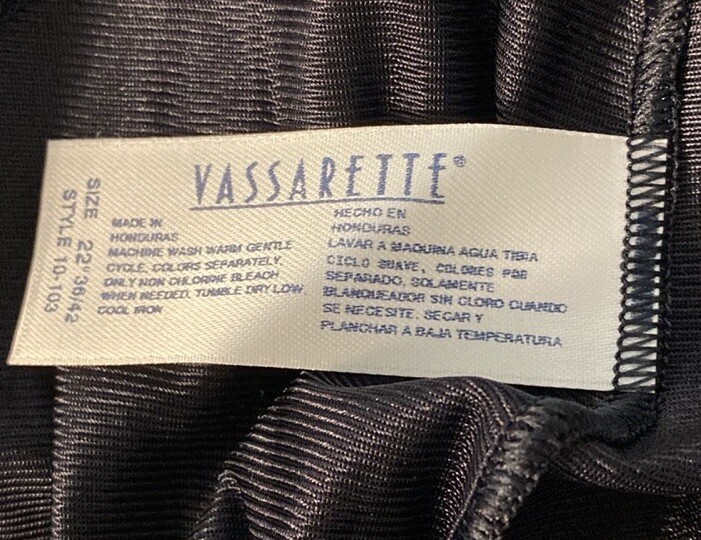 VASSARETTE®
SIZE 22" 36/42
STYLE 10-103
MADE IN
HONDURAS
MACHINE WASH WARM GENTLE
CYCLE, COLORS SEPARATELY.
ONLY NON CHLORINE BLEACH
WHEN NEEDED, TUMBLE DRY LOW.
COOL IRON
HECHO EN
HONDURAS
LAVAR A MAQUINA AGUA TIBIA
CICLO SUAVE, COLORES POR
SEPARADO, SOLAMENTE
BLANQUEADOR SIN CLORO CUANDO
SE NECESITE, SECAR Y
PLANCHAR A BAJA TEMPERATURA